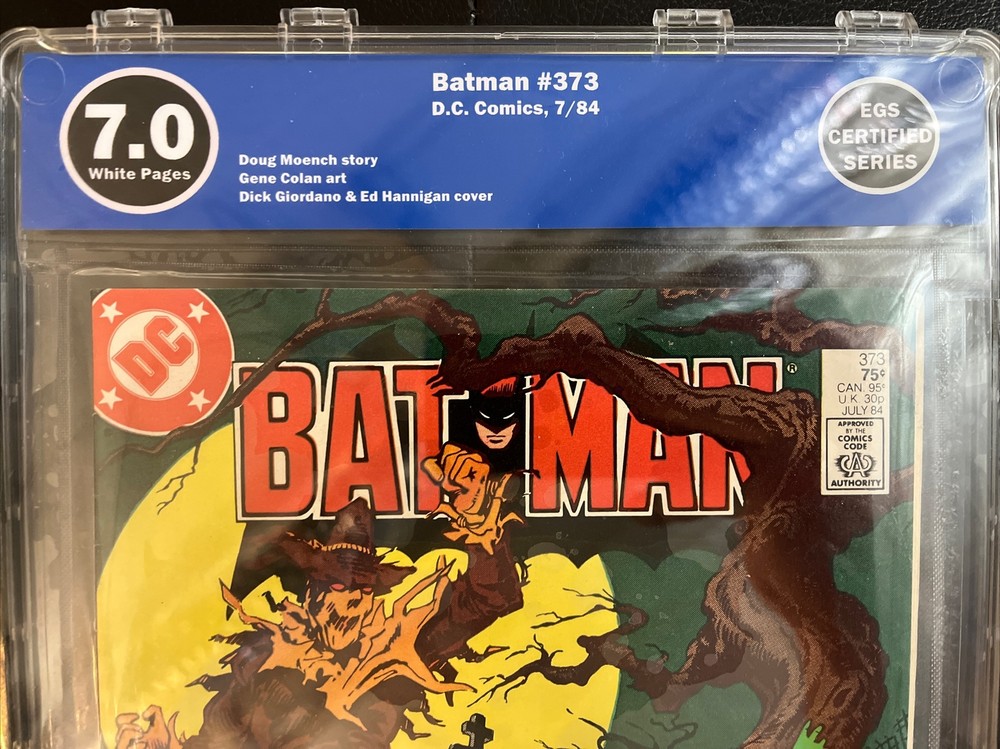 Batman #373
D.C. Comics, 7/84
7.0
White Pages
EGS
CERTIFIED
SERIES
Doug Moench story
Gene Colan art
Dick Giordano & Ed Hannigan cover
DC
BATMAN
®
373
75¢
CAN. 95¢
U.K. 30p
JULY 84
APPROVED
BY THE
COMICS
CODE
CA
AUTHORITY